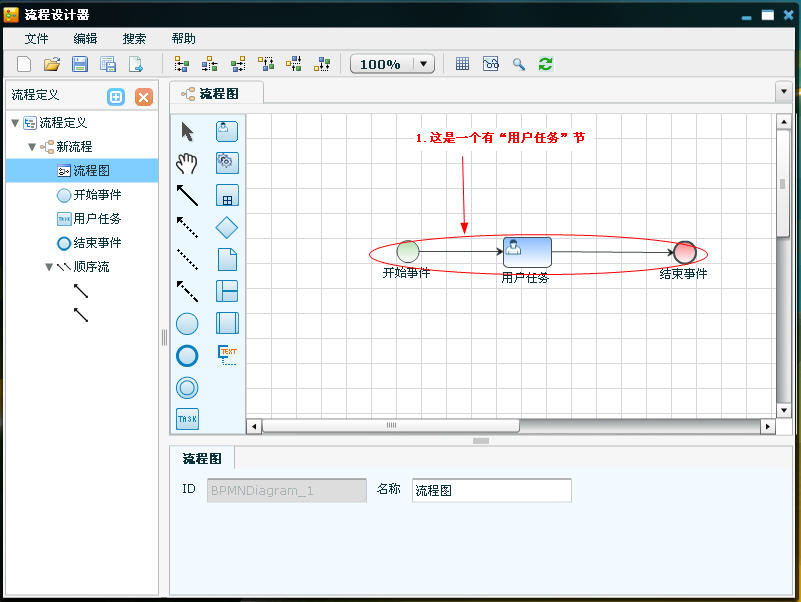 流程设计器
文件 编辑 搜索 帮助
100%
流程定义
流程图
流程定义
新流程
流程图
开始事件
TASK 用户任务
结束事件
顺序流
TEXT
TASK
1.这是一个有“用户任务”节
开始事件
用户任务
结束事件
流程图
ID BPMNDiagram_1 名称 流程图